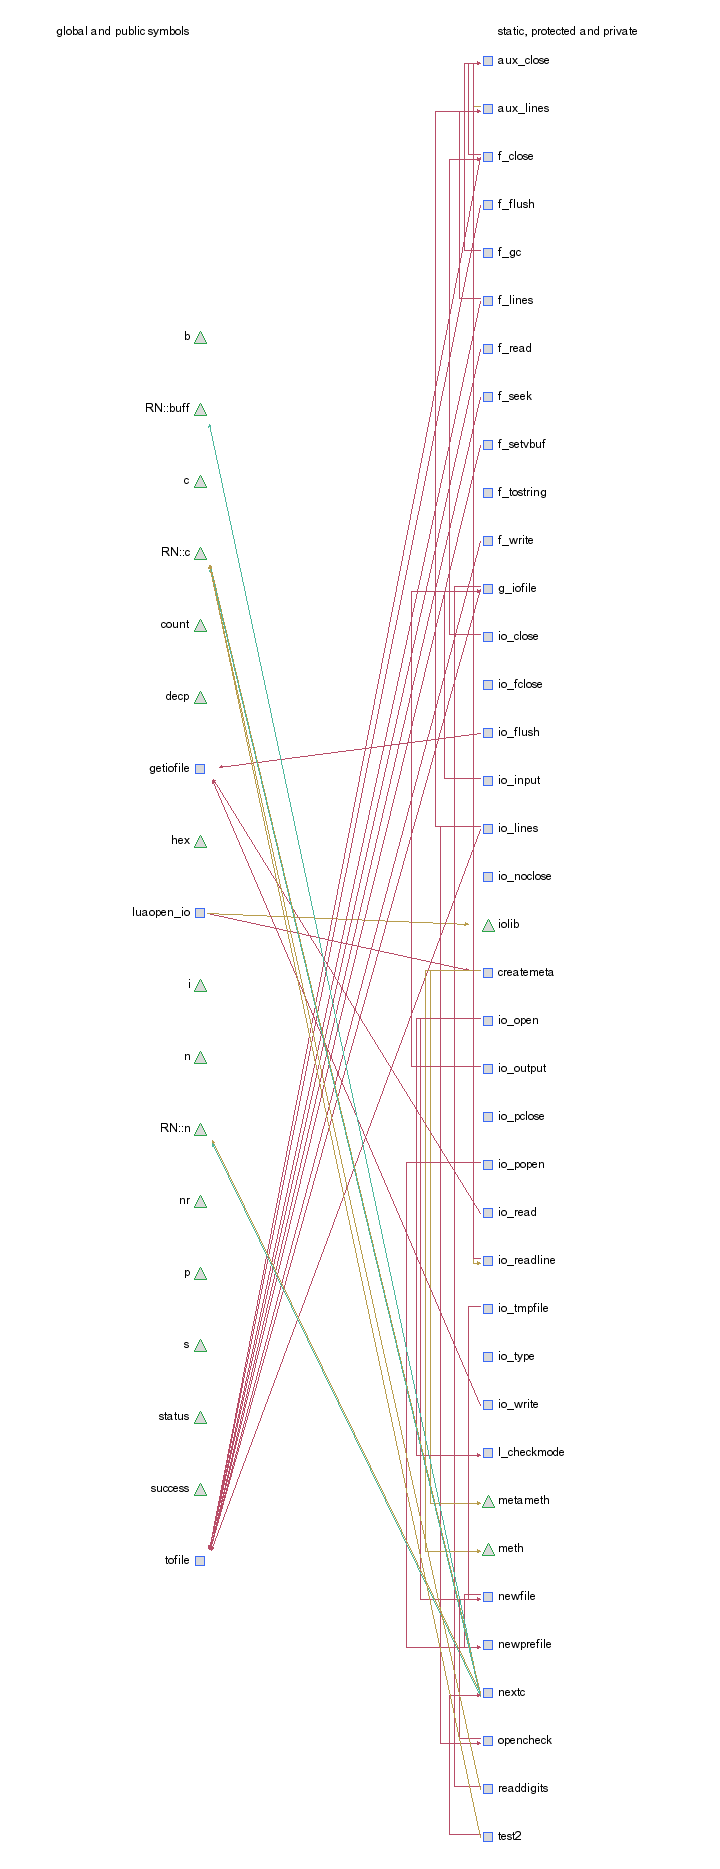 global and public symbols
static, protected and private
b
RN::buff
c
RN::c
count
decp
getiofile
hex
luaopen_io
i
n
RN::n
nr
p
s
status
success
tofile
aux_close
aux_lines
f_close
f_flush
f_gc
f_lines
f_read
f_seek
f_setvbuf
f_tostring
f_write
g_iofile
io_close
io_fclose
io_flush
io_input
io_lines
io_noclose
iolib
createmeta
io_open
io_output
io_pclose
io_popen
io_read
io_readline
io_tmpfile
io_type
io_write
l_checkmode
metameth
meth
newfile
newprefile
nextc
opencheck
readdigits
test2